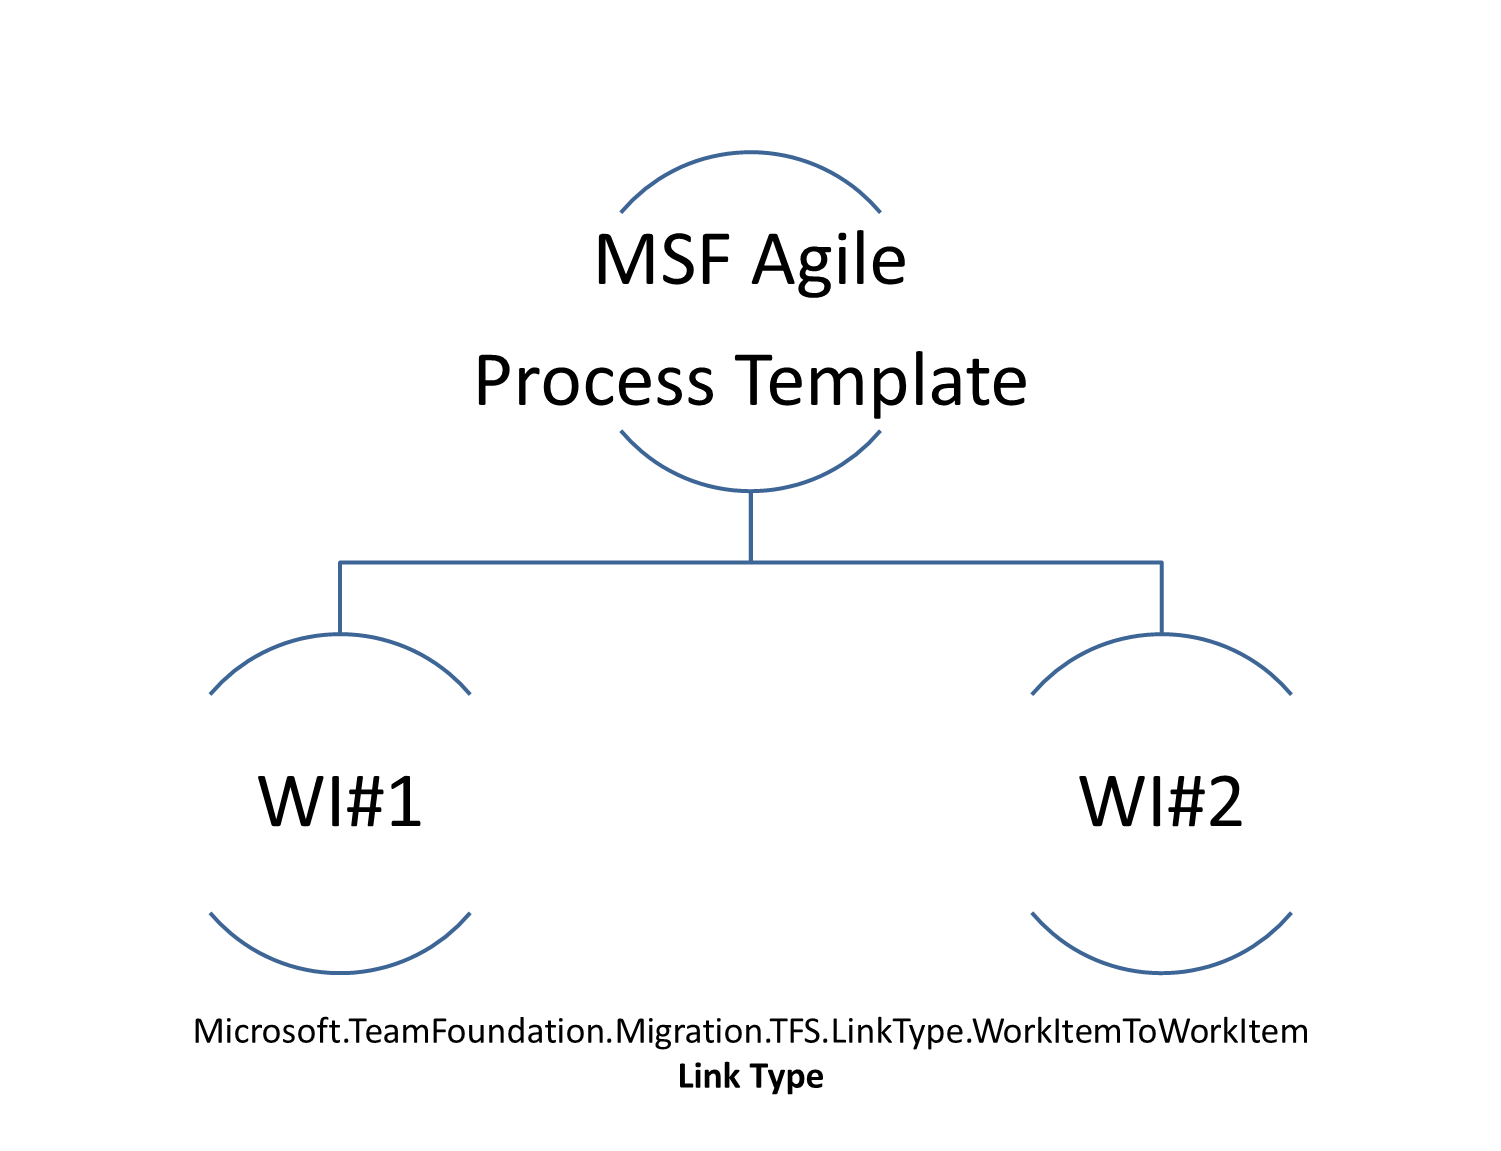 MSF Agile
Process Template
WI#1
WI#2
Microsoft.TeamFoundation.Migration.TFS.LinkType.WorkItemToWorkItem
Link Type